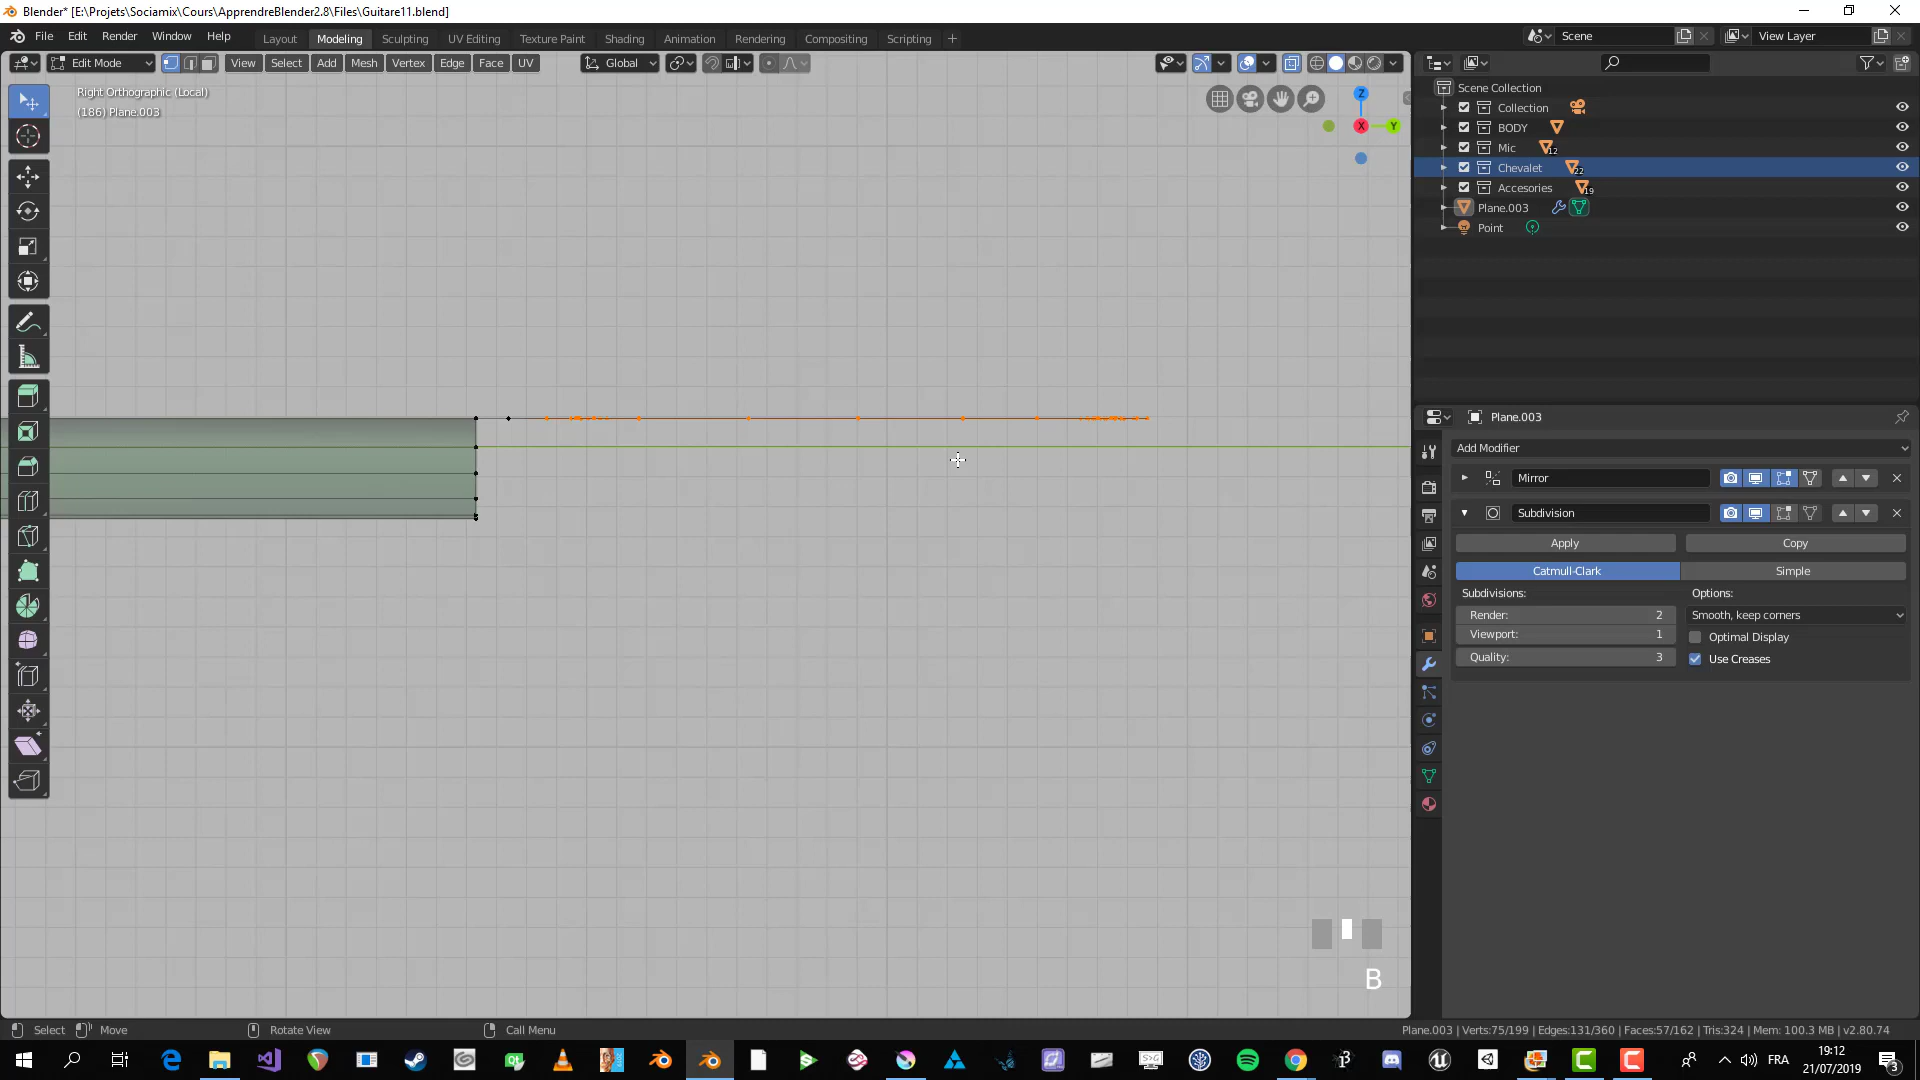 Blender* [E:\Projets\Sociamix\Cours\ApprendreBlender2.8\Files\Guitare11.blend]
File Edit Render Window Help Layout Modeling Sculpting UV Editing Texture Paint Shading Animation Rendering Compositing Scripting + Scene View Layer
Edit Mode View Select Add Mesh Vertex Edge Face UV Global
Right Orthographic (Local)
(186) Plane.003
Z
X
Y
Scene Collection
Collection
BODY
Mic 12
Chevalet 22
Accesories 19
Plane.003
Point
Plane.003
Add Modifier
Mirror
Subdivision
Apply Copy
Catmull-Clark Simple
Subdivisions: Options:
Render: 2 Smooth, keep corners
Viewport: 1 Optimal Display
Quality: 3 Use Creases
B
Select Move Rotate View Call Menu Plane.003 | Verts:75/199 | Edges:131/360 | Faces:57/162 | Tris:324 | Mem: 100.3 MB | v2.80.74
FRA 19:12
21/07/2019
3